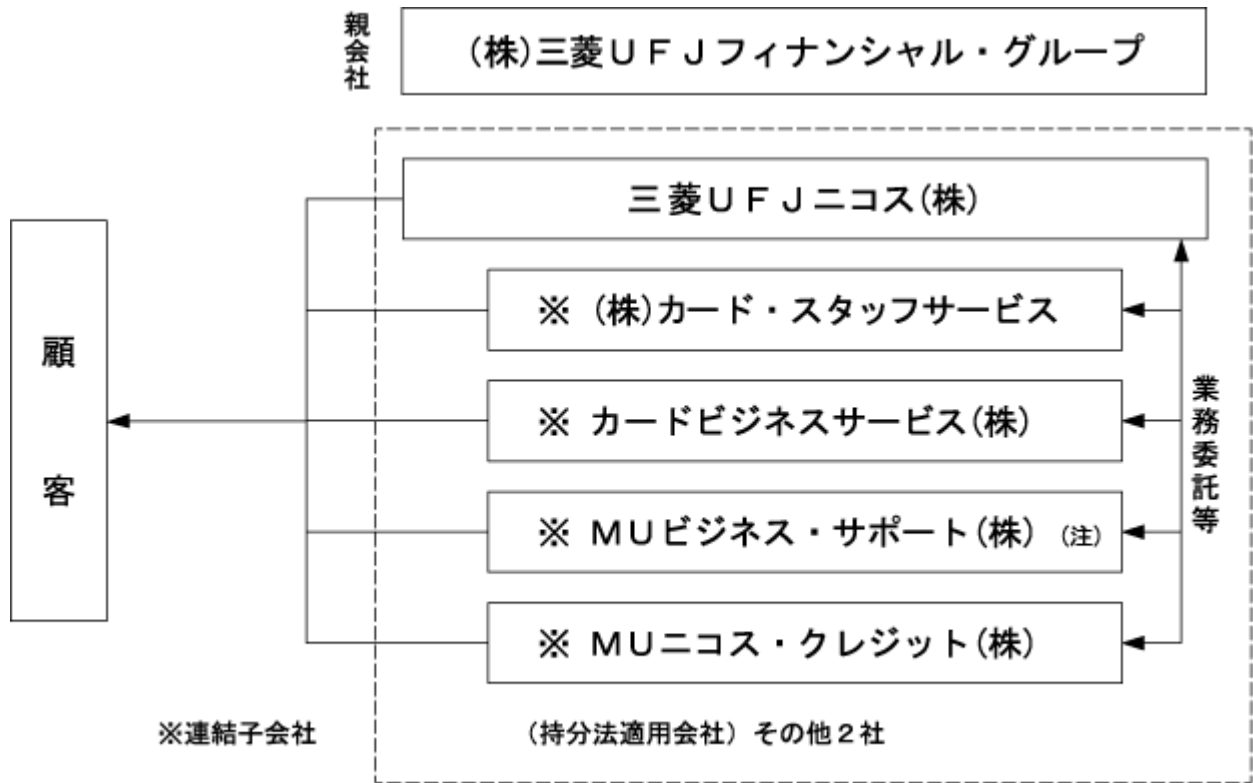 親会社
(株)三菱UFJフィナンシャル・グループ
三菱UFJニコス(株)
※ (株)カード・スタッフサービス
※ カードビジネスサービス(株)
※ MUビジネス・サポート(株) (注)
※ MUニコス・クレジット(株)
顧客
業務委託等
※連結子会社
(持分法適用会社) その他2社